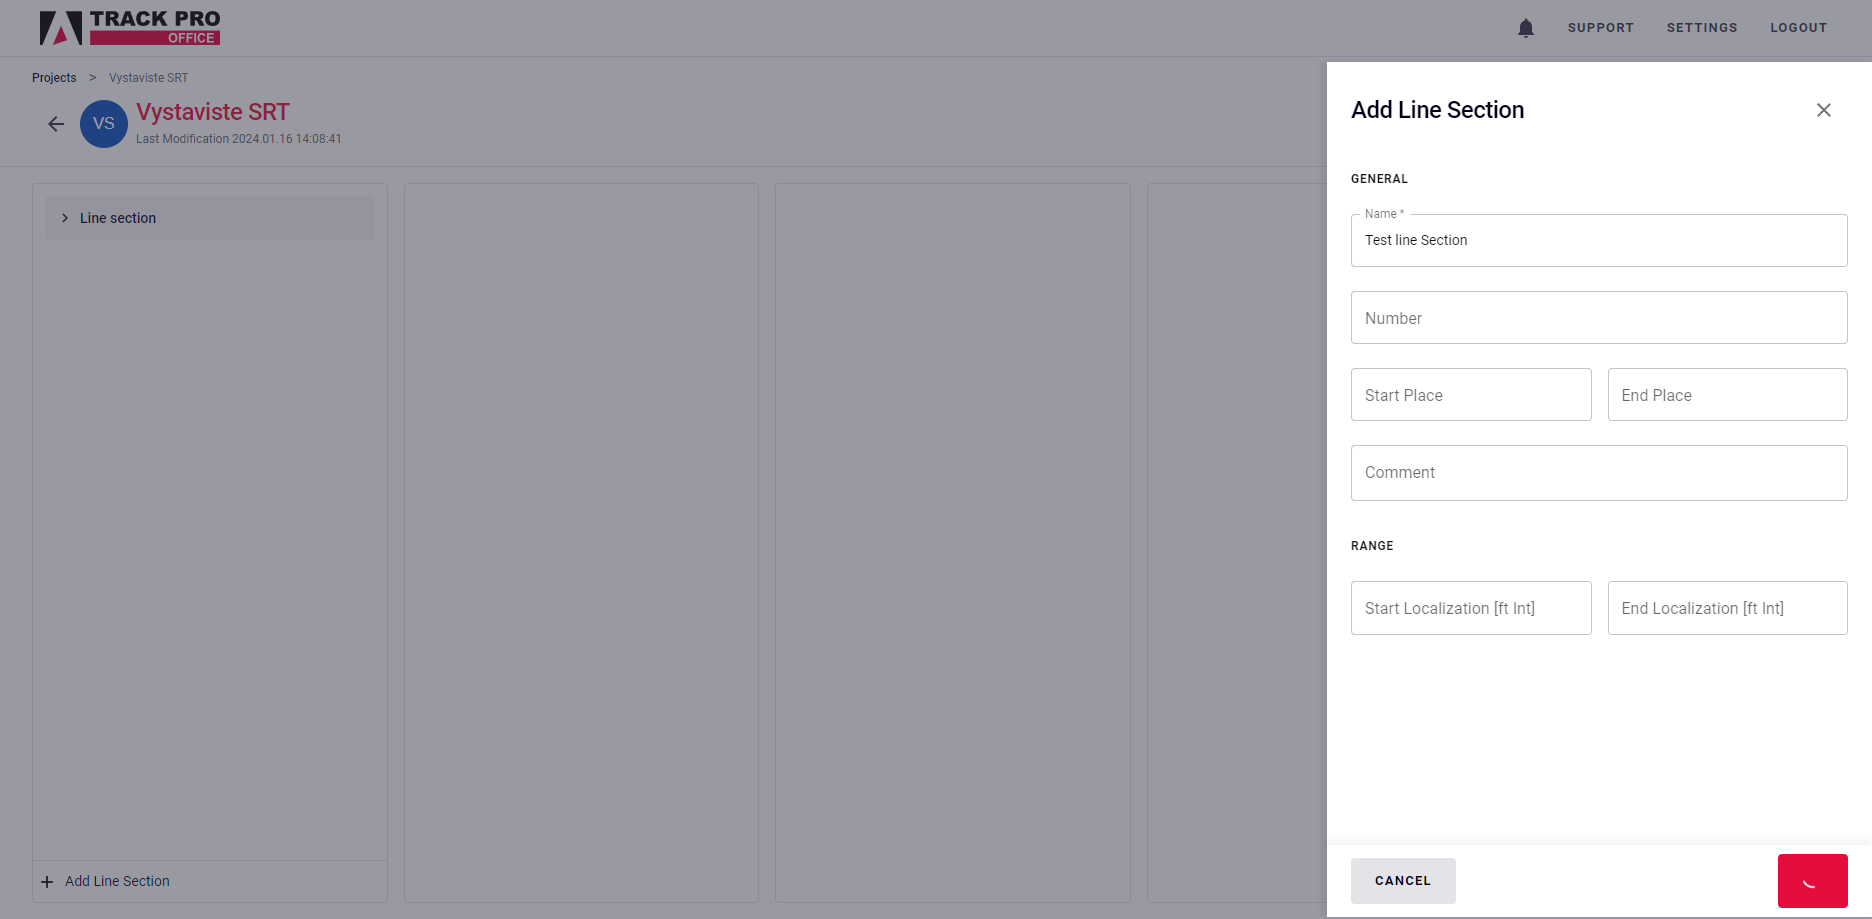 TRACK PRO
OFFICE
SUPPORT SETTINGS LOGOUT
Projects > Vystaviste SRT
VS
Vystaviste SRT
Last Modification 2024.01.16 14:08:41
Line section
Add Line Section
Add Line Section
GENERAL
Name *
Test line Section
Number
Start Place End Place
Comment
RANGE
Start Localization [ft Int] End Localization [ft Int]
CANCEL